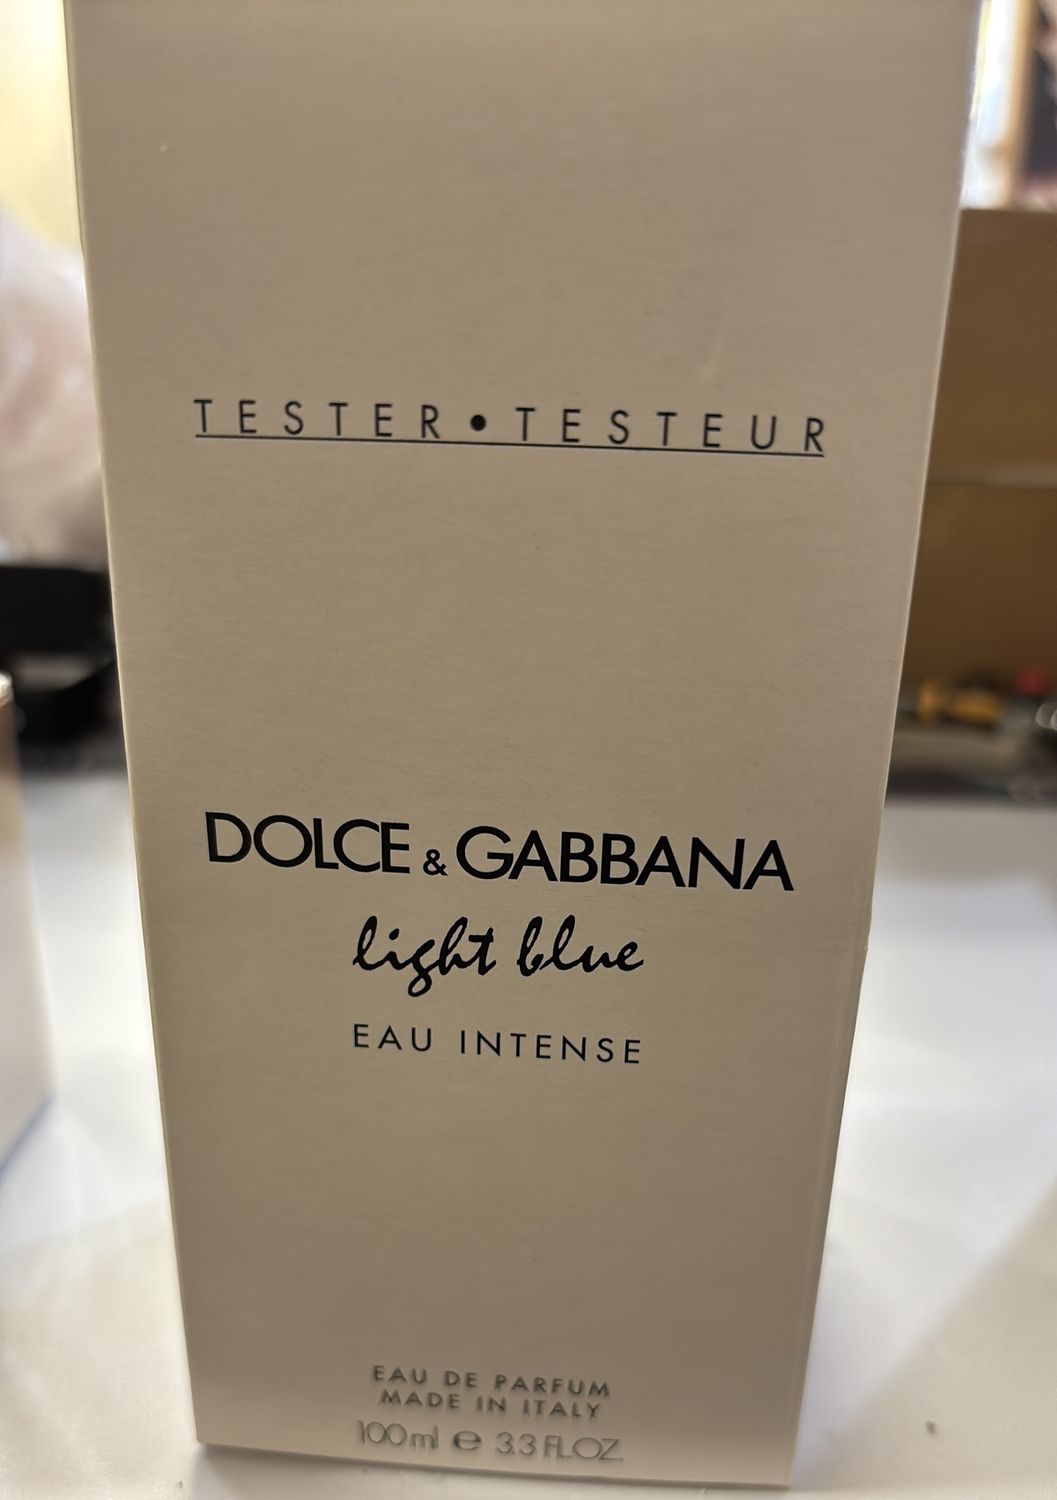 TESTER • TESTEUR
DOLCE & GABBANA
light blue
EAU INTENSE
EAU DE PARFUM
MADE IN ITALY
100ml e 3.3 FL.OZ.